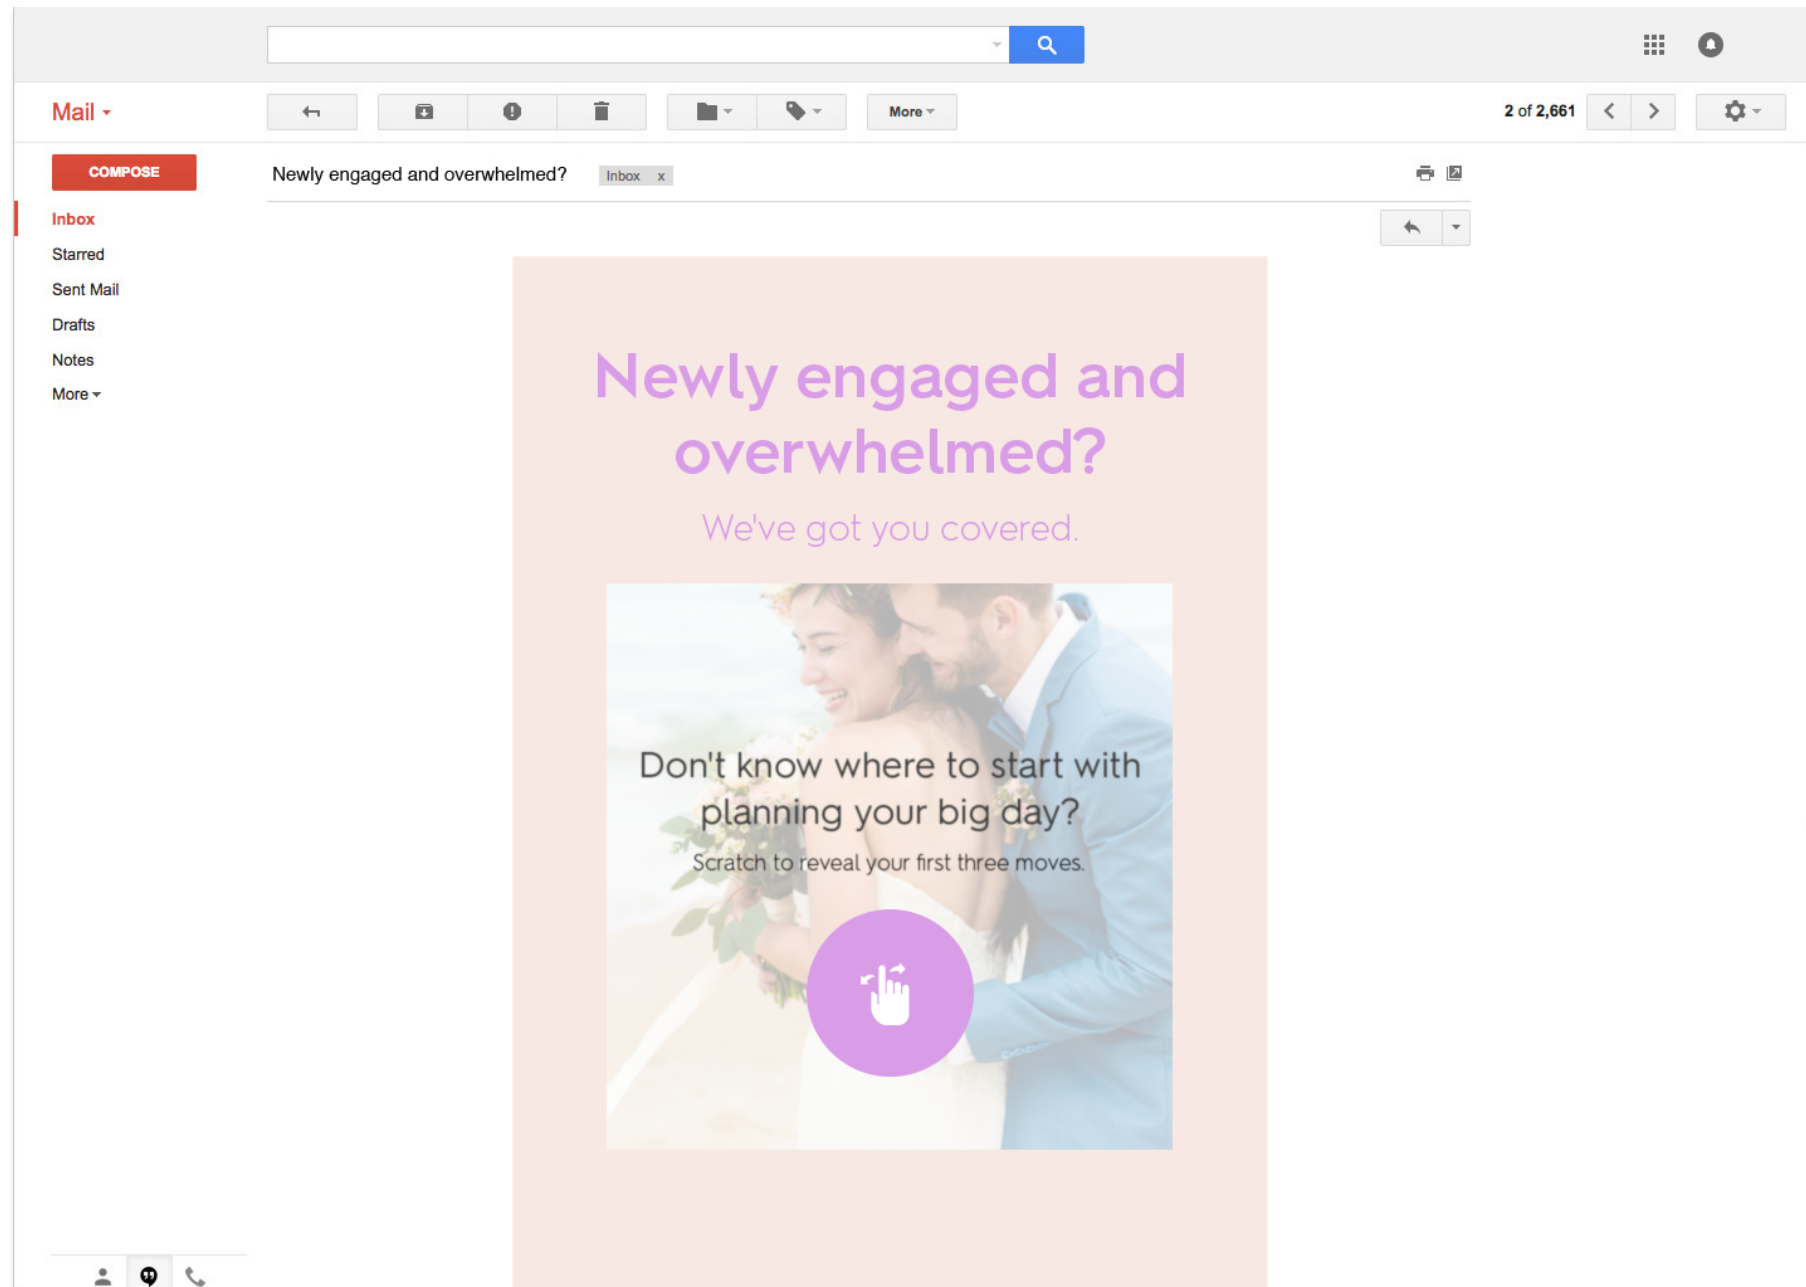 Mail
More
2 of 2,661
COMPOSE
Newly engaged and overwhelmed?
Inbox x
Inbox
Starred
Sent Mail
Drafts
Notes
More
Newly engaged and
overwhelmed?
We've got you covered.
Don't know where to start with
planning your big day?
Scratch to reveal your first three moves.